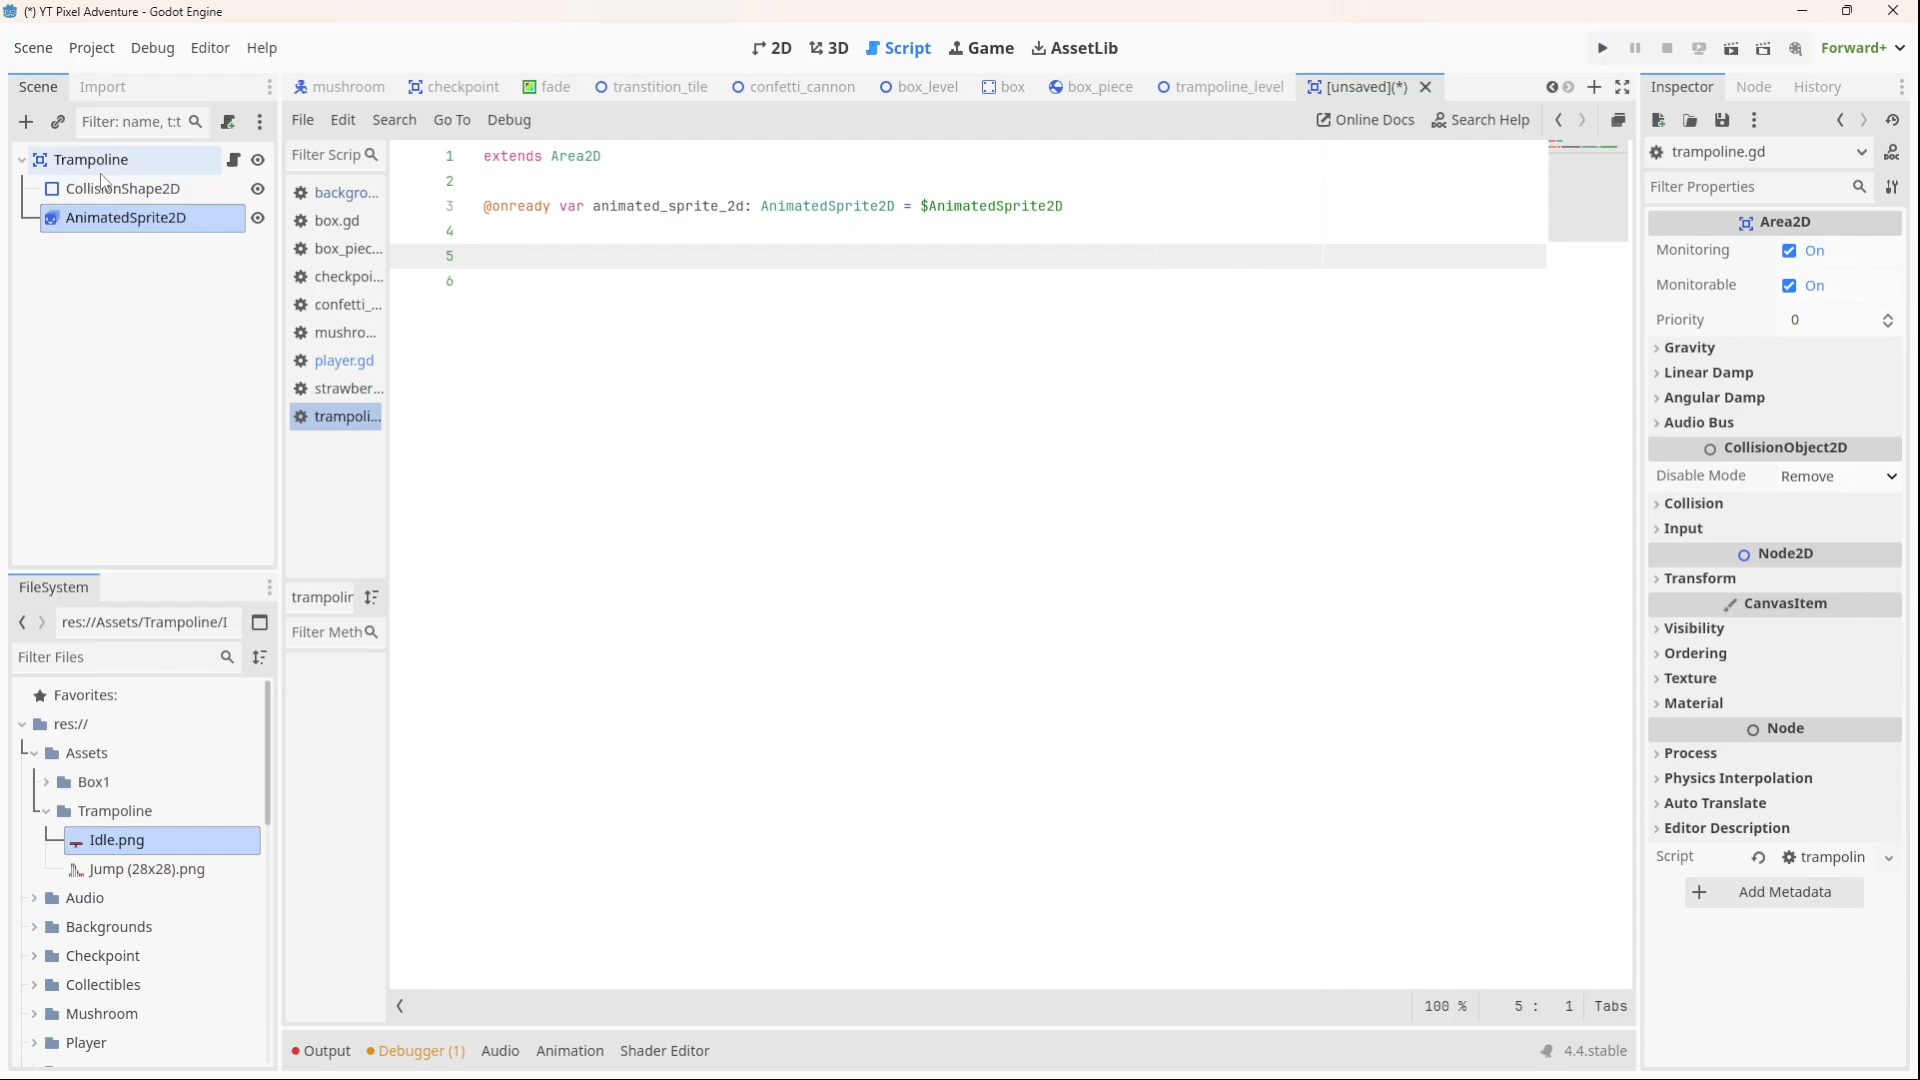 (*) YT Pixel Adventure - Godot Engine
Scene Project Debug Editor Help
2D 3D Script Game AssetLib
Forward+
Scene Import
Filter: name, t:t
Trampoline
CollisionShape2D
AnimatedSprite2D
FileSystem
res://Assets/Trampoline/I
Filter Files
Favorites:
res://
Assets
Box1
Trampoline
Idle.png
Jump (28x28).png
Audio
Backgrounds
Checkpoint
Collectibles
Mushroom
Player
mushroom checkpoint fade transtition_tile confetti_cannon box_level box box_piece trampoline_level [unsaved](*)
File Edit Search Go To Debug
Online Docs Search Help
Filter Scrip
backgro...
box.gd
box_piec...
checkpoi...
confetti_...
mushro...
player.gd
strawber...
trampoli...
trampolin
Filter Meth
1 extends Area2D
2
3 @onready var animated_sprite_2d: AnimatedSprite2D = $AnimatedSprite2D
4
5
6
100 % 5 : 1 Tabs
Output Debugger (1) Audio Animation Shader Editor
4.4.stable
Inspector Node History
trampoline.gd
Filter Properties
Area2D
Monitoring On
Monitorable On
Priority 0
Gravity
Linear Damp
Angular Damp
Audio Bus
CollisionObject2D
Disable Mode Remove
Collision
Input
Node2D
Transform
CanvasItem
Visibility
Ordering
Texture
Material
Node
Process
Physics Interpolation
Auto Translate
Editor Description
Script trampolin
Add Metadata